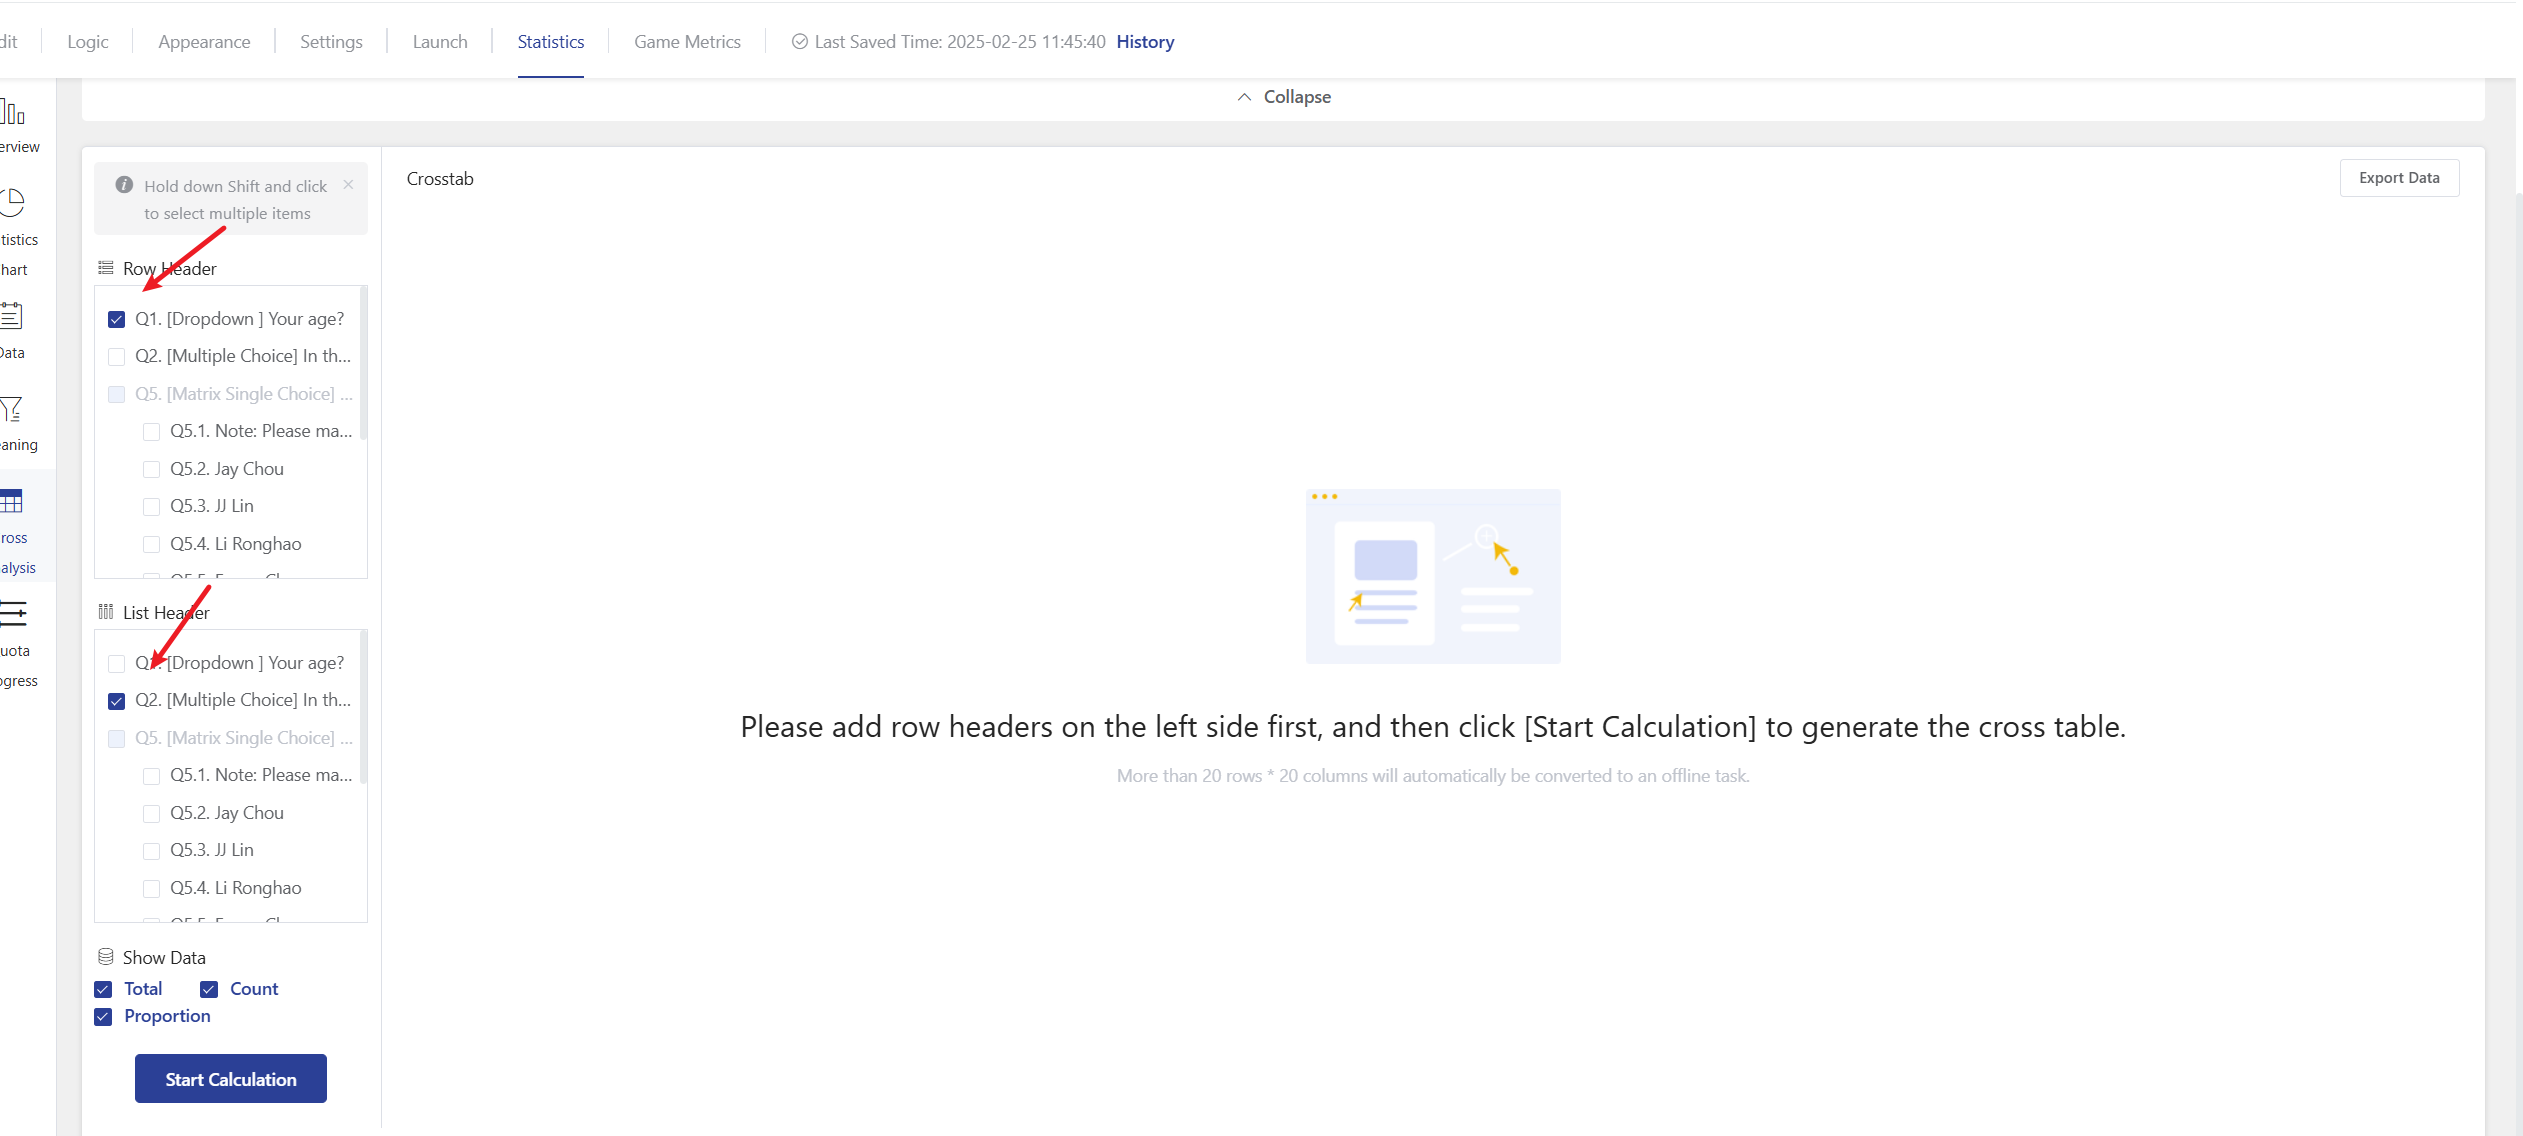 dit
Logic
Appearance
Settings
Launch
Statistics
Game Metrics
Last Saved Time: 2025-02-25 11:45:40 History
Collapse
erview
tistics
hart
Data
eaning
ross
alysis
uota
ogress
Hold down Shift and click
to select multiple items
Row Header
Q1. [Dropdown ] Your age?
Q2. [Multiple Choice] In th...
Q5. [Matrix Single Choice] ...
Q5.1. Note: Please ma...
Q5.2. Jay Chou
Q5.3. JJ Lin
Q5.4. Li Ronghao
List Header
Q1. [Dropdown ] Your age?
Q2. [Multiple Choice] In th...
Q5. [Matrix Single Choice] ...
Q5.1. Note: Please ma...
Q5.2. Jay Chou
Q5.3. JJ Lin
Q5.4. Li Ronghao
Show Data
Total
Count
Proportion
Start Calculation
Crosstab
Export Data
Please add row headers on the left side first, and then click [Start Calculation] to generate the cross table.
More than 20 rows * 20 columns will automatically be converted to an offline task.